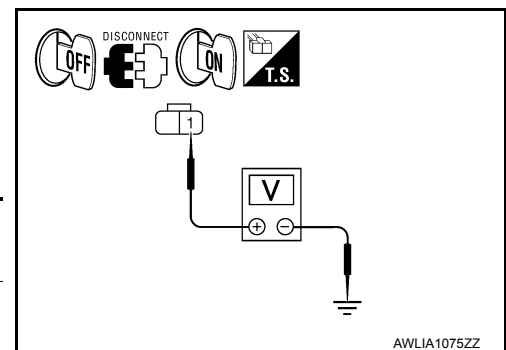 OFF DISCONNECT ON T.S.
1
V
+ −
AWLIA1075ZZ